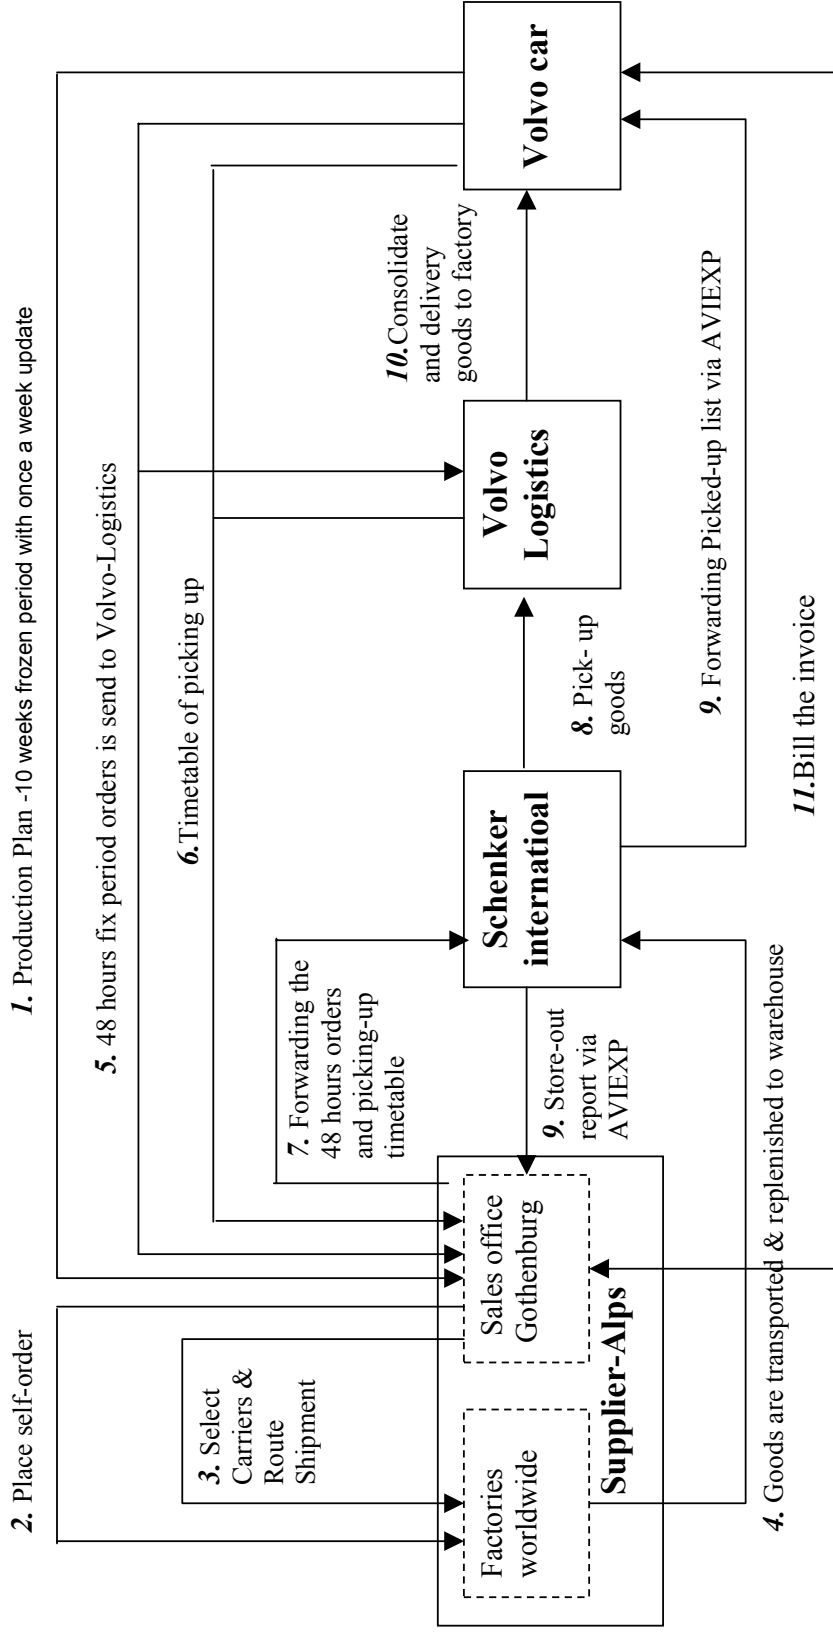 1. Production Plan -10 weeks frozen period with once a week update
2. Place self-order
5. 48 hours fix period orders is send to Volvo-Logistics
3. Select
Carriers &
Route
Shipment
6.Timetable of picking up
7. Forwarding the
48 hours orders
and picking-up
timetable
10.Consolidate
and delivery
goods to factory
Factories
worldwide
Sales office
Gothenburg
Supplier-Alps
9. Store-out
report via
AVIEXP
Schenker
internatioal
8. Pick- up
goods
Volvo
Logistics
Volvo car
9. Forwarding Picked-up list via AVIEXP
4. Goods are transported & replenished to warehouse
11.Bill the invoice